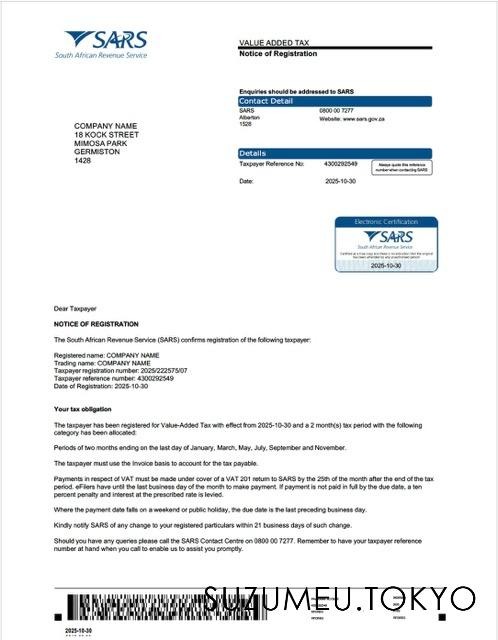 SARS
South African Revenue Service
VALUE ADDED TAX
Notice of Registration
Enquiries should be addressed to SARS
Contact Detail
SARS
Alberton
1528
0800 00 7277
Website: www.sars.gov.za
COMPANY NAME
18 KOCK STREET
MIMOSA PARK
GERMISTON
1428
Details
Taxpayer Reference No: 4300292549
Always quote this reference
number when contacting SARS
Date: 2025-10-30
Electronic Certification
SARS
South African Revenue Service
2025-10-30
Dear Taxpayer
NOTICE OF REGISTRATION
The South African Revenue Service (SARS) confirms registration of the following taxpayer:
Registered name: COMPANY NAME
Trading name: COMPANY NAME
Taxpayer registration number: 2025/222575/07
Taxpayer reference number: 4300292549
Date of Registration: 2025-10-30
Your tax obligation
The taxpayer has been registered for Value-Added Tax with effect from 2025-10-30 and a 2 month(s) tax period with the following
category has been allocated:
Periods of two months ending on the last day of January, March, May, July, September and November.
The taxpayer must use the Invoice basis to account for the tax payable.
Payments in respect of VAT must be made under cover of a VAT 201 return to SARS by the 25th of the month after the end of the tax
period. eFilers have until the last business day of the month to make payment. If payment is not paid in full by the due date, a ten
percent penalty and interest at the prescribed rate is levied.
Where the payment date falls on a weekend or public holiday, the due date is the last preceding business day.
Kindly notify SARS of any change to your registered particulars within 21 business days of such change.
Should you have any queries please call the SARS Contact Centre on 0800 00 7277. Remember to have your taxpayer reference
number at hand when you call to enable us to assist you promptly.
SUZUMEU.TOKYO
2025-10-30